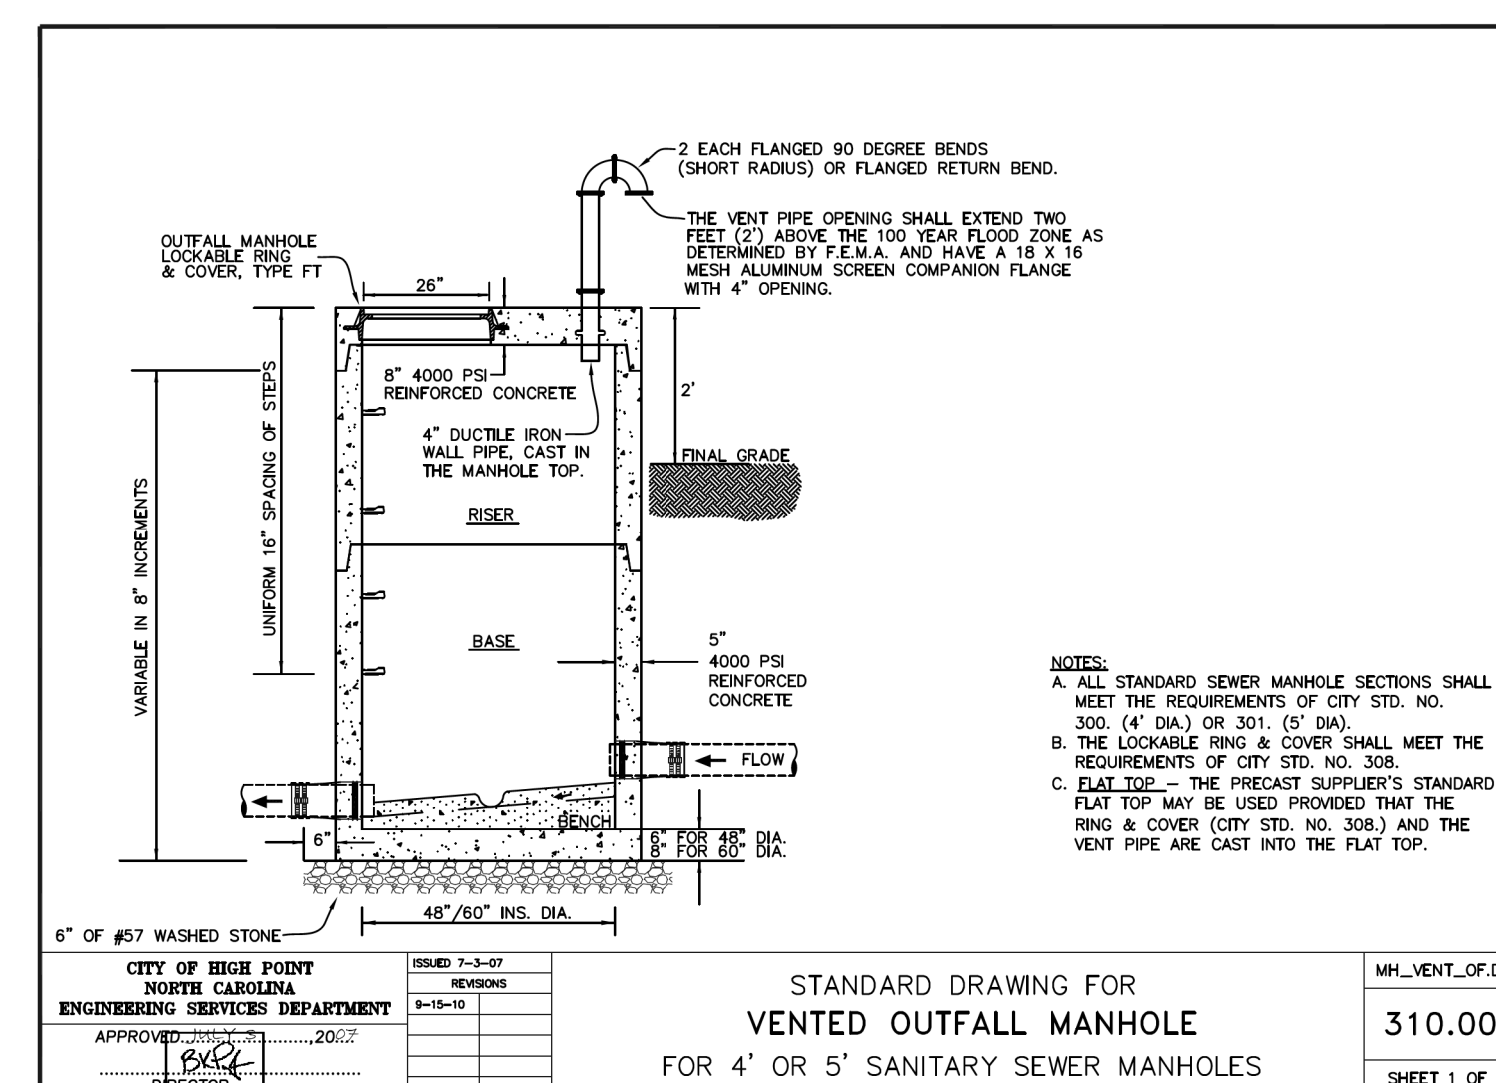 2 EACH FLANGED 90 DEGREE BENDS
(SHORT RADIUS) OR FLANGED RETURN BEND.
THE VENT PIPE OPENING SHALL EXTEND TWO
FEET (2') ABOVE THE 100 YEAR FLOOD ZONE AS
DETERMINED BY F.E.M.A. AND HAVE A 18 X 16
MESH ALUMINUM SCREEN COMPANION FLANGE
WITH 4" OPENING.
OUTFALL MANHOLE
LOCKABLE RING
& COVER, TYPE FT
26"
8" 4000 PSI
REINFORCED CONCRETE
2'
4" DUCTILE IRON
WALL PIPE, CAST IN
THE MANHOLE TOP.
FINAL GRADE
UNIFORM 16" SPACING OF STEPS
VARIABLE IN 8" INCREMENTS
RISER
BASE
5"
4000 PSI
REINFORCED
CONCRETE
FLOW
BENCH
6"
6" FOR 48" DIA.
8" FOR 60" DIA.
48"/60" INS. DIA.
6" OF #57 WASHED STONE
NOTES:
A. ALL STANDARD SEWER MANHOLE SECTIONS SHALL
MEET THE REQUIREMENTS OF CITY STD. NO.
300. (4' DIA.) OR 301. (5' DIA).
B. THE LOCKABLE RING & COVER SHALL MEET THE
REQUIREMENTS OF CITY STD. NO. 308.
C. FLAT TOP – THE PRECAST SUPPLIER'S STANDARD
FLAT TOP MAY BE USED PROVIDED THAT THE
RING & COVER (CITY STD. NO. 308.) AND THE
VENT PIPE ARE CAST INTO THE FLAT TOP.
CITY OF HIGH POINT
NORTH CAROLINA
ENGINEERING SERVICES DEPARTMENT
APPROVED JULY 3, 2007
DIRECTOR
ISSUED 7-3-07
REVISIONS
9-15-10
STANDARD DRAWING FOR
VENTED OUTFALL MANHOLE
FOR 4' OR 5' SANITARY SEWER MANHOLES
MH_VENT_OF.D
310.00
SHEET 1 OF